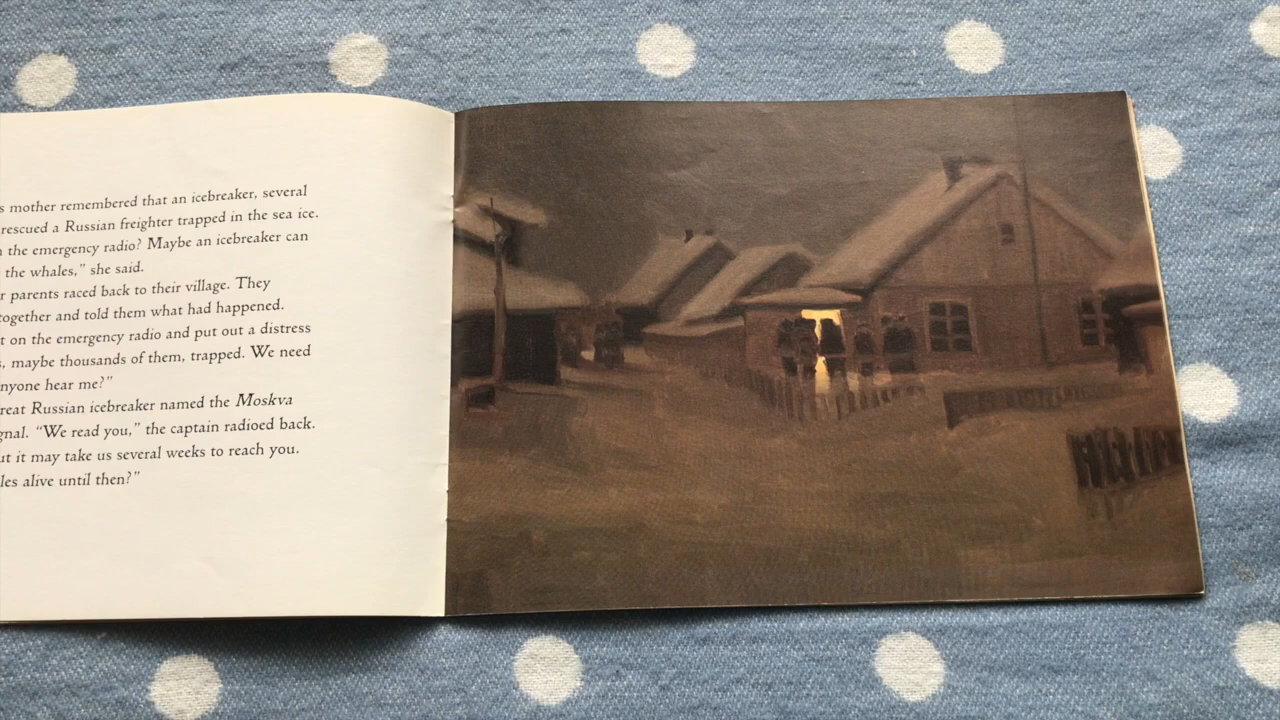 s mother remembered that an icebreaker, several
rescued a Russian freighter trapped in the sea ice.
the emergency radio? Maybe an icebreaker can
the whales,” she said.
r parents raced back to their village. They
together and told them what had happened.
t on the emergency radio and put out a distress
s, maybe thousands of them, trapped. We need
nyone hear me?”
reat Russian icebreaker named the Moskva
gnal. “We read you,” the captain radioed back.
ut it may take us several weeks to reach you.
les alive until then?”